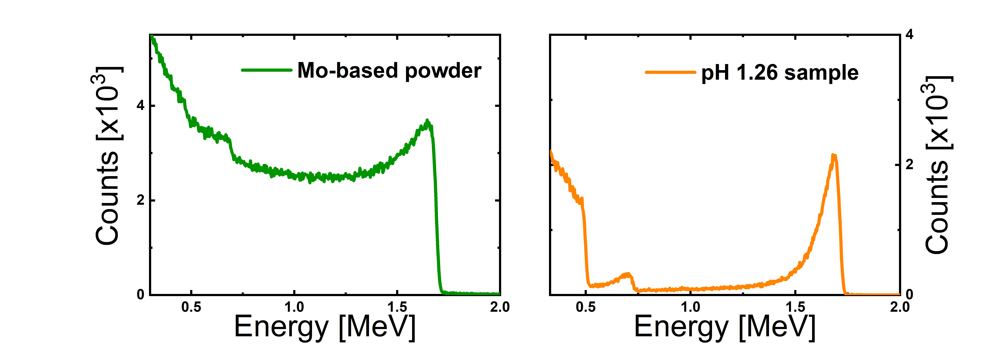 Counts [x10³]
4
2
0
Mo-based powder
0.5 1.0 1.5 2.0
Energy [MeV]
pH 1.26 sample
0.5 1.0 1.5 2.0
Energy [MeV]
4
2
0
Counts [x10³]